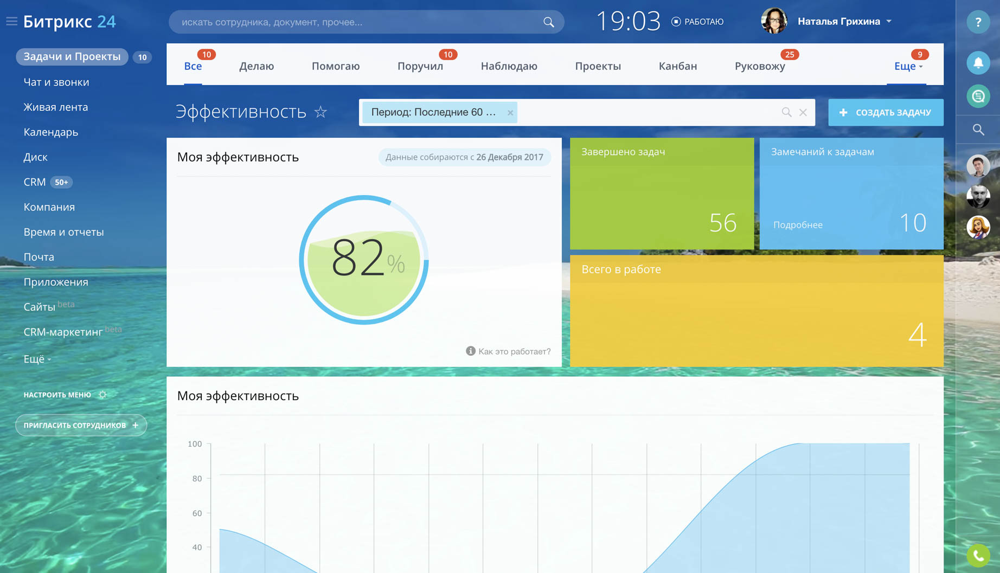 Битрикс 24
искать сотрудника, документ, прочее...
19:03
РАБОТАЮ
Наталья Грихина
?
Задачи и Проекты 10
Чат и звонки
Живая лента
Календарь
Диск
CRM 50+
Компания
Время и отчеты
Почта
Приложения
Сайты beta
CRM-маркетинг beta
Ещё
НАСТРОИТЬ МЕНЮ
ПРИГЛАСИТЬ СОТРУДНИКОВ +
Все 10
Делаю
Помогаю
Поручил 10
Наблюдаю
Проекты
Канбан
Руковожу 25
Еще 9
Эффективность
Период: Последние 60 ...
+ СОЗДАТЬ ЗАДАЧУ
Моя эффективность
Данные собираются с 26 Декабря 2017
82%
Как это работает?
Завершено задач
56
Замечаний к задачам
Подробнее
10
Всего в работе
4
Моя эффективность
100
80
60
40